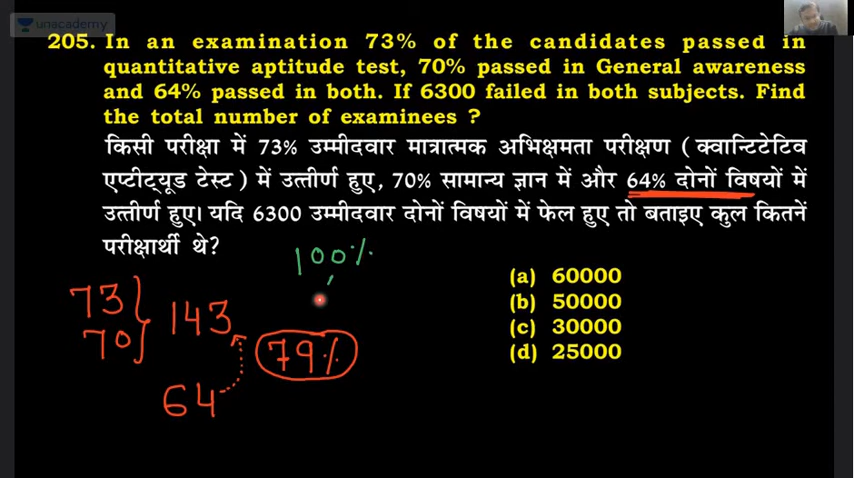 unacademy
205. In an examination 73% of the candidates passed in
quantitative aptitude test, 70% passed in General awareness
and 64% passed in both. If 6300 failed in both subjects. Find
the total number of examinees ?
किसी परीक्षा में 73% उम्मीदवार मात्रात्मक अभिक्षमता परीक्षण ( क्वान्टिटेटिव
एप्टीट्यूड टेस्ट ) में उत्तीर्ण हुए, 70% सामान्य ज्ञान में और 64% दोनों विषयों में
उत्तीर्ण हुए। यदि 6300 उम्मीदवार दोनों विषयों में फेल हुए तो बताइए कुल कितनें
परीक्षार्थी थे?
100%
73
70
143
79%
64
(a) 60000
(b) 50000
(c) 30000
(d) 25000